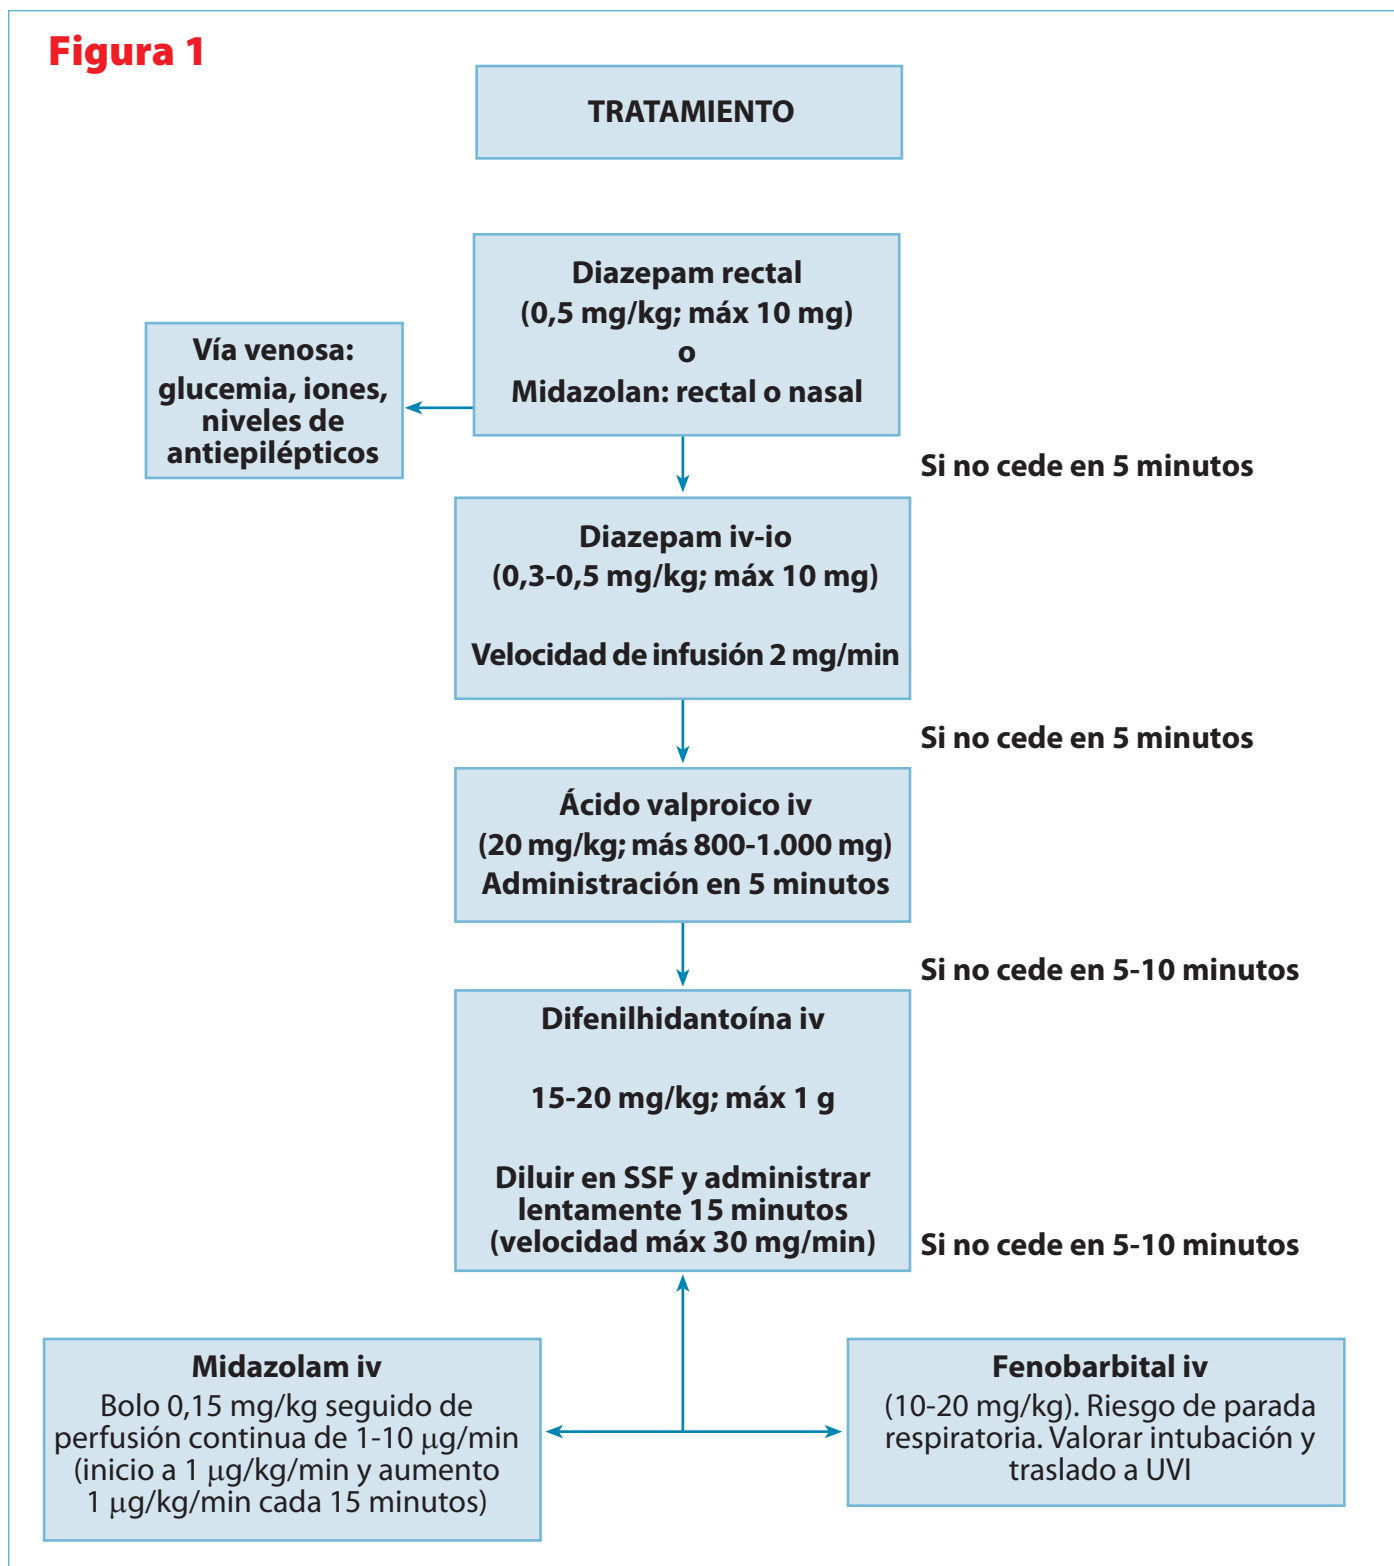 Figura 1
TRATAMIENTO
Diazepam rectal
(0,5 mg/kg; máx 10 mg)
o
Midazolan: rectal o nasal
Vía venosa:
glucemia, iones,
niveles de
antiepilépticos
Si no cede en 5 minutos
Diazepam iv-io
(0,3-0,5 mg/kg; máx 10 mg)
Velocidad de infusión 2 mg/min
Si no cede en 5 minutos
Ácido valproico iv
(20 mg/kg; más 800-1.000 mg)
Administración en 5 minutos
Si no cede en 5-10 minutos
Difenilhidantoína iv
15-20 mg/kg; máx 1 g
Diluir en SSF y administrar
lentamente 15 minutos
(velocidad máx 30 mg/min)
Si no cede en 5-10 minutos
Midazolam iv
Bolo 0,15 mg/kg seguido de
perfusión continua de 1-10 μg/min
(inicio a 1 μg/kg/min y aumento
1 μg/kg/min cada 15 minutos)
Fenobarbital iv
(10-20 mg/kg). Riesgo de parada
respiratoria. Valorar intubación y
traslado a UVI